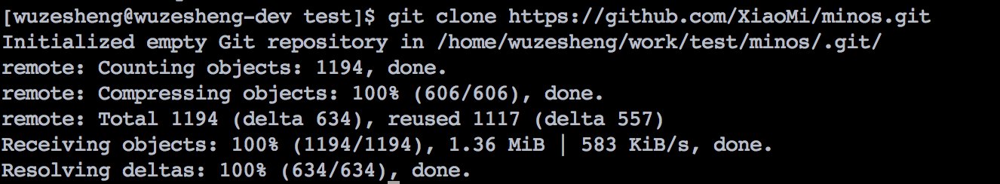 [wuzesheng@wuzesheng-dev test]$ git clone https://github.com/XiaoMi/minos.git
Initialized empty Git repository in /home/wuzesheng/work/test/minos/.git/
remote: Counting objects: 1194, done.
remote: Compressing objects: 100% (606/606), done.
remote: Total 1194 (delta 634), reused 1117 (delta 557)
Receiving objects: 100% (1194/1194), 1.36 MiB | 583 KiB/s, done.
Resolving deltas: 100% (634/634), done.